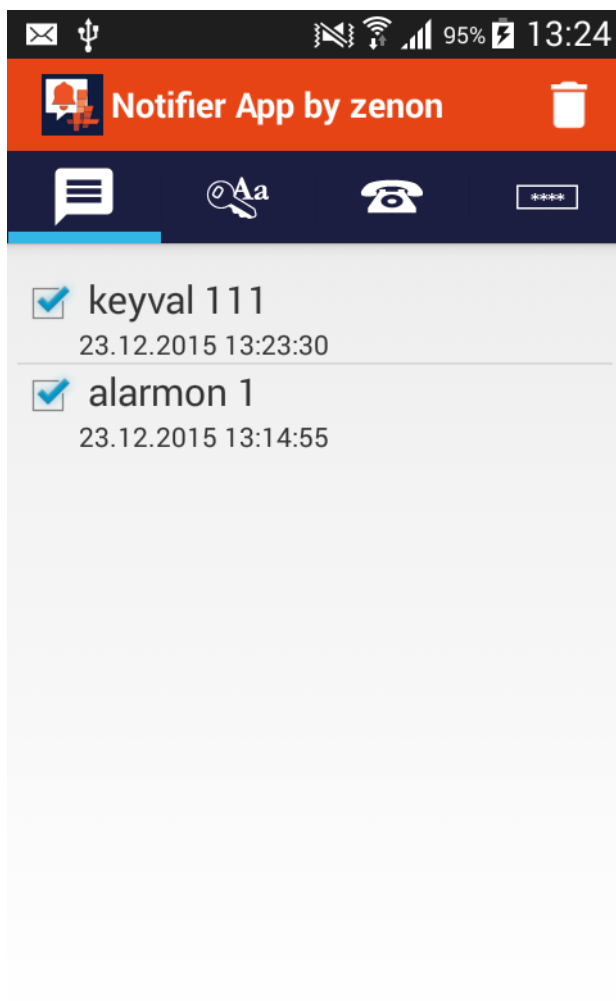 95% 13:24
Notifier App by zenon
Aa ****
keyval 111
23.12.2015 13:23:30
alarmon 1
23.12.2015 13:14:55